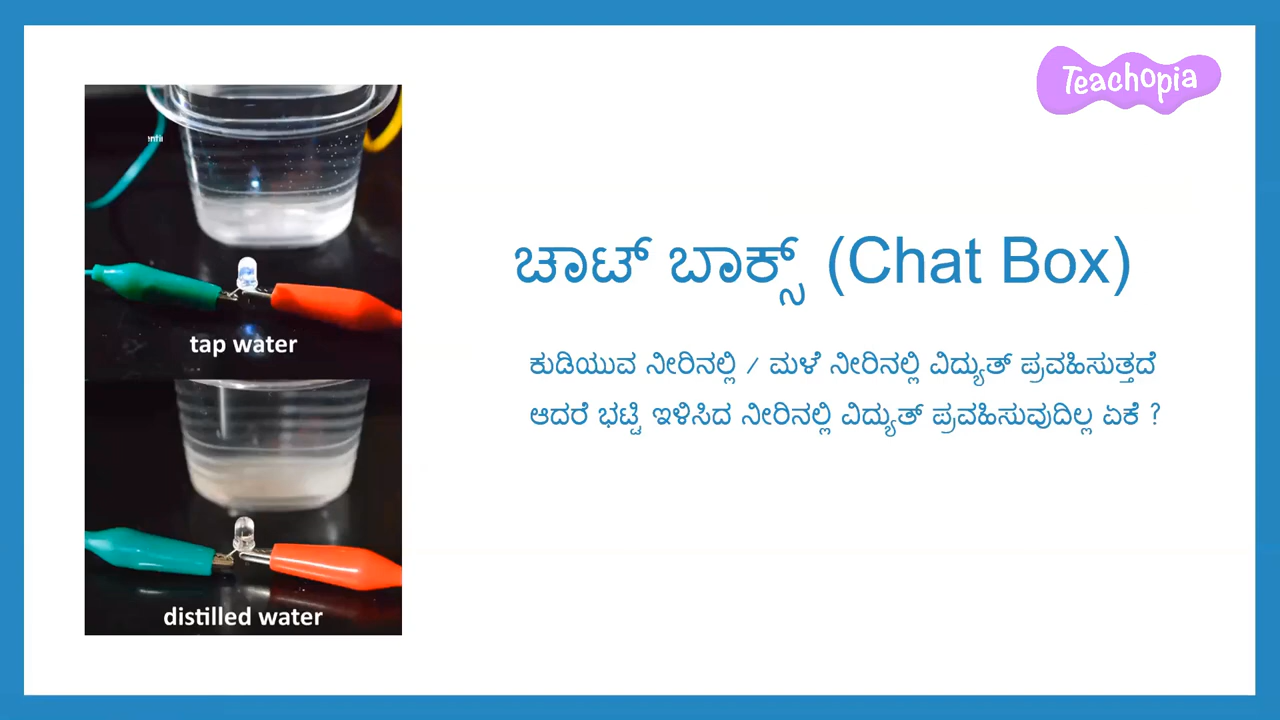 Teachopia
ಚಾಟ್ ಬಾಕ್ಸ್ (Chat Box)
ಕುಡಿಯುವ ನೀರಿನಲ್ಲಿ / ಮಳೆ ನೀರಿನಲ್ಲಿ ವಿದ್ಯುತ್ ಪ್ರವಹಿಸುತ್ತದೆ
ಆದರೆ ಭಟ್ಟಿ ಇಳಿಸಿದ ನೀರಿನಲ್ಲಿ ವಿದ್ಯುತ್ ಪ್ರವಹಿಸುವುದಿಲ್ಲ ಏಕೆ ?
tap water
distilled water